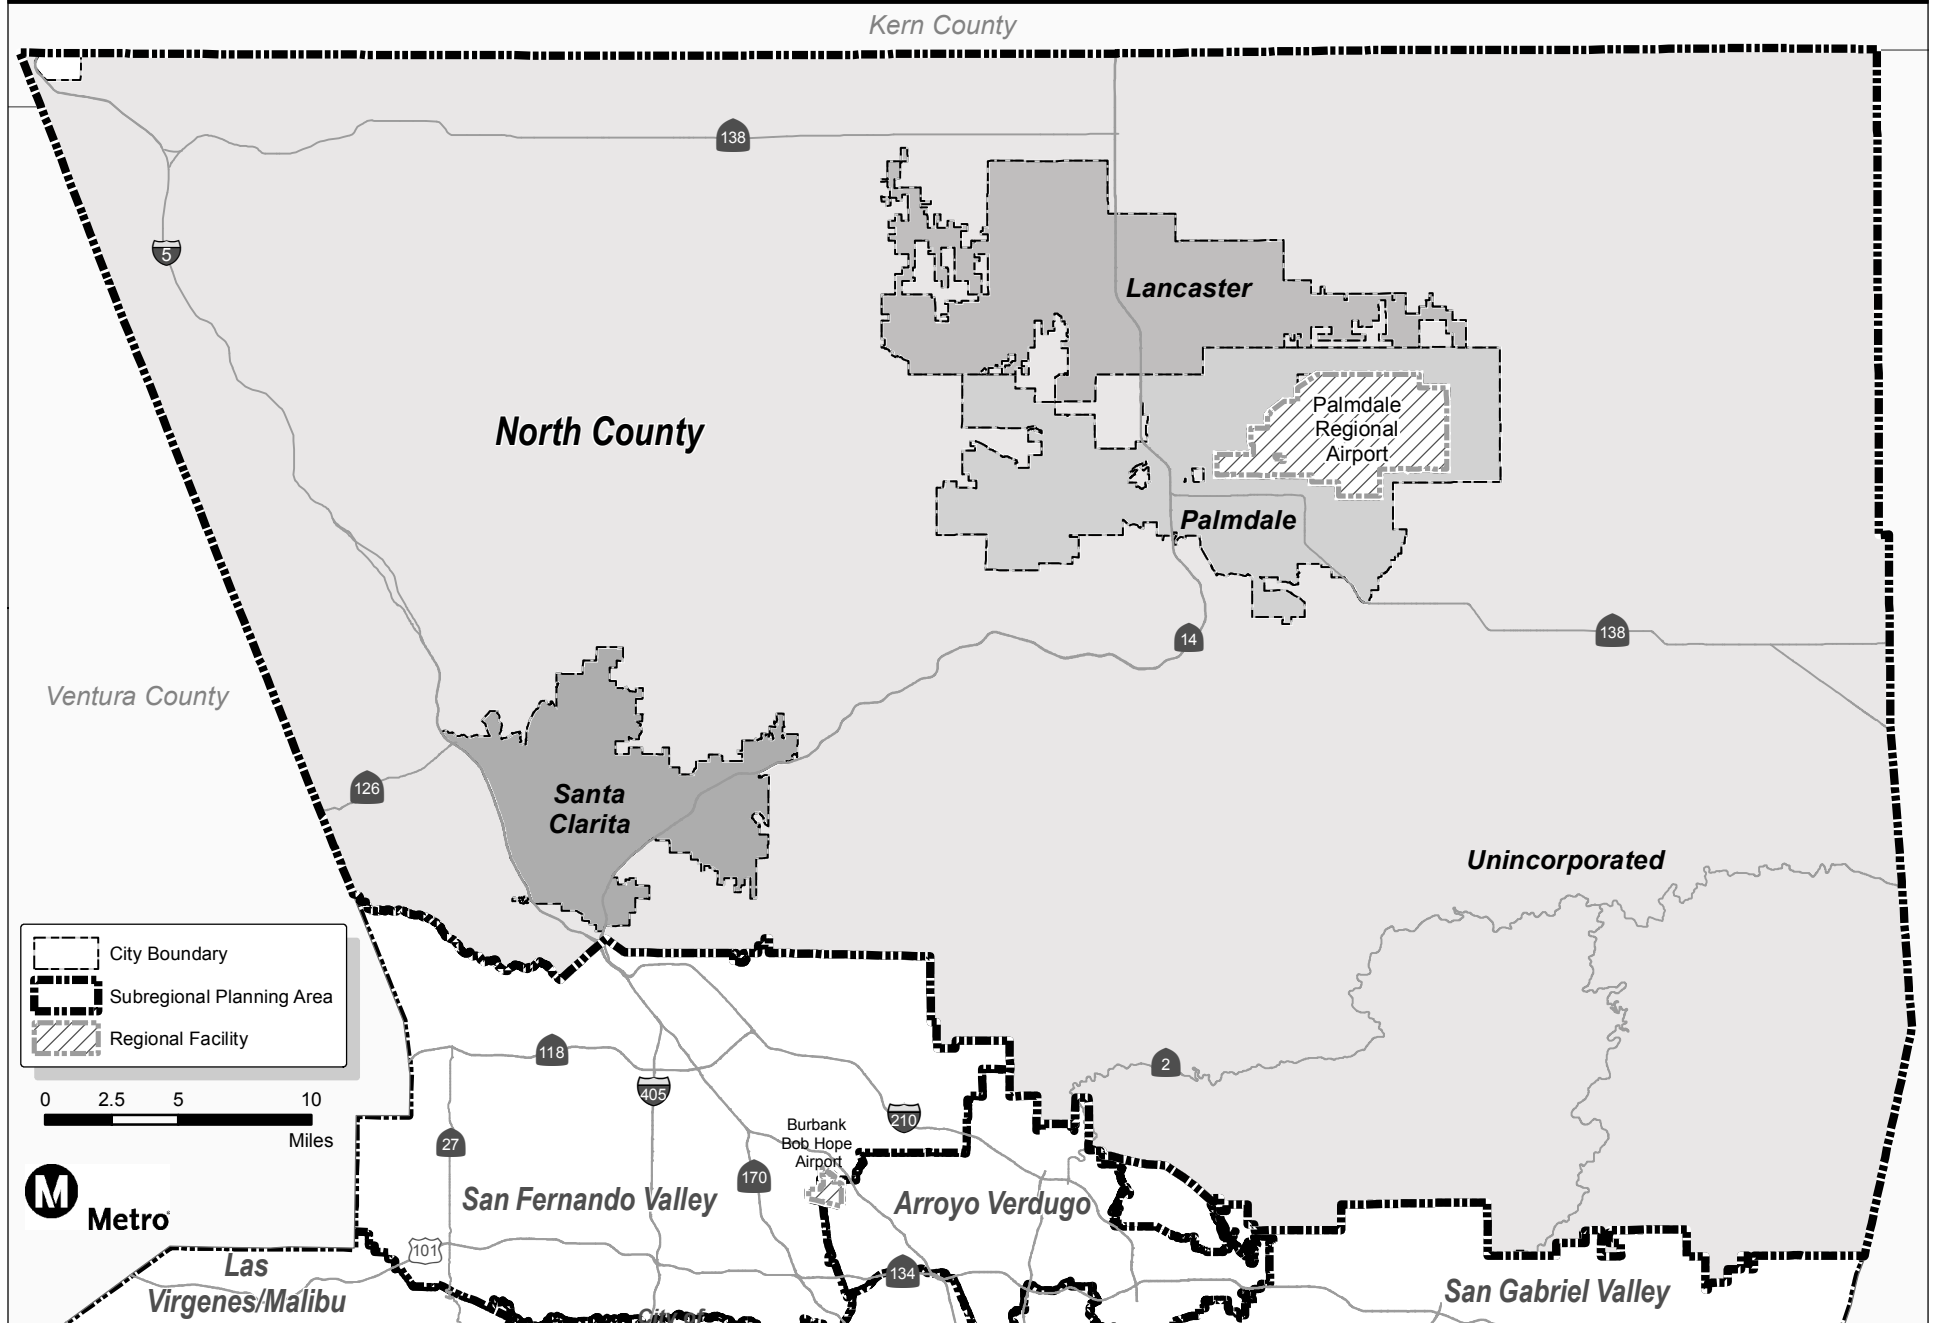 Kern County
138
5
Lancaster
Palmdale
Regional
Airport
North County
Palmdale
14
138
Ventura County
126
Santa
Clarita
Unincorporated
City Boundary
Subregional Planning Area
Regional Facility
0 2.5 5 10
Miles
118
405
2
210
27
Burbank
Bob Hope
Airport
170
M
Metro
San Fernando Valley
Arroyo Verdugo
101
134
Las
Virgenes/Malibu
San Gabriel Valley
City of